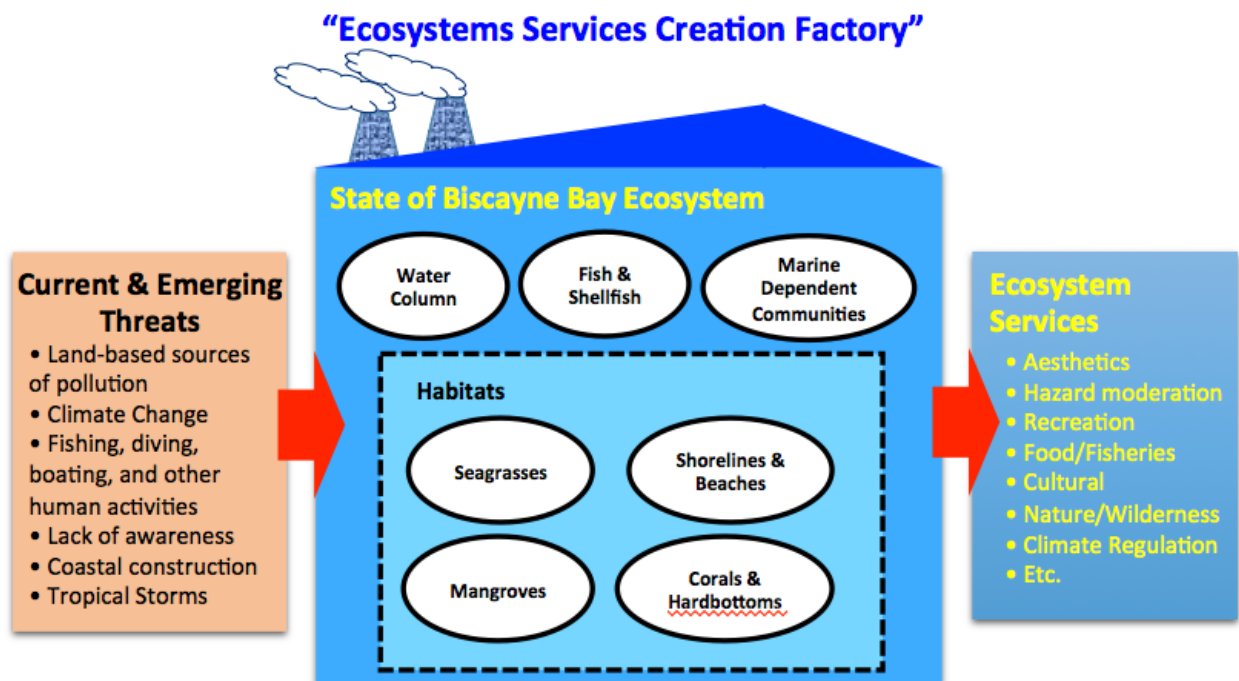 “Ecosystems Services Creation Factory”
State of Biscayne Bay Ecosystem
Water
Column
Fish &
Shellfish
Marine
Dependent
Communities
Current & Emerging
Threats
• Land-based sources
of pollution
• Climate Change
• Fishing, diving,
boating, and other
human activities
• Lack of awareness
• Coastal construction
• Tropical Storms
Habitats
Seagrasses
Shorelines &
Beaches
Mangroves
Corals &
Hardbottoms
Ecosystem
Services
• Aesthetics
• Hazard moderation
• Recreation
• Food/Fisheries
• Cultural
• Nature/Wilderness
• Climate Regulation
• Etc.